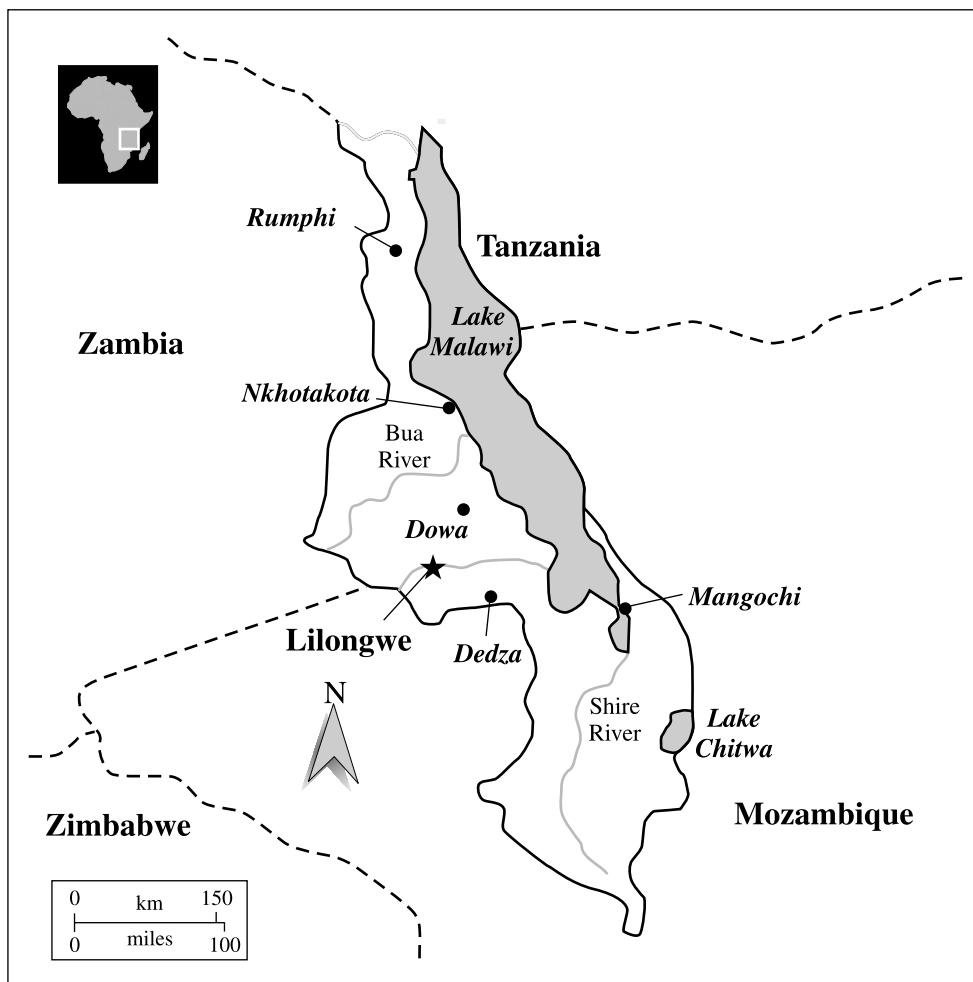 Rumphi
Tanzania
Lake
Malawi
Zambia
Nkhotakota
Bua
River
Dowa
Mangochi
Lilongwe
Dedza
N
Shire
River
Lake
Chitwa
Mozambique
Zimbabwe
0 150
km
miles
0 100